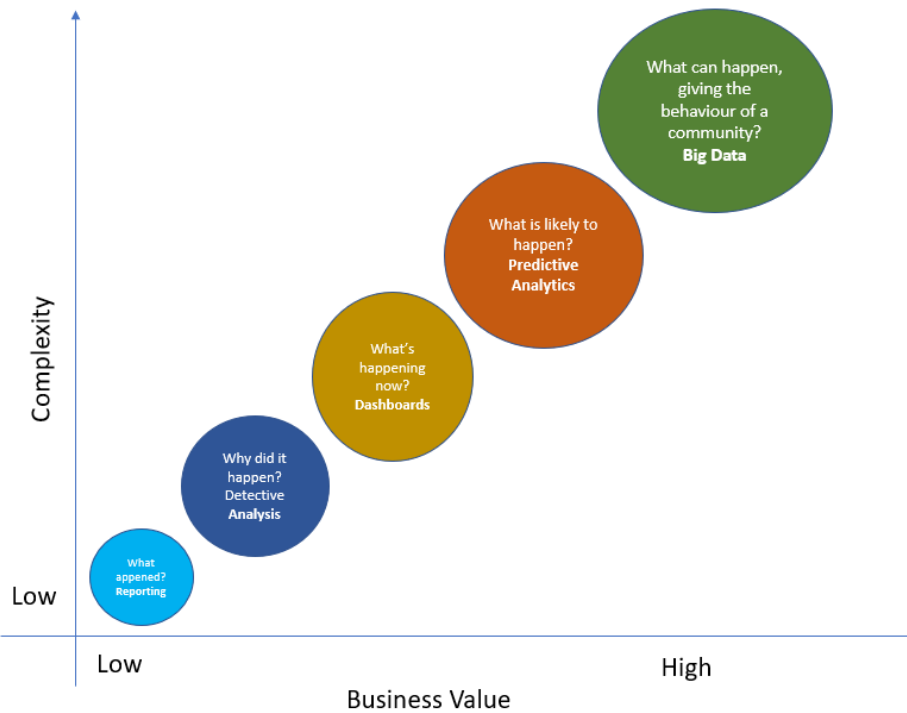 What can happen,
giving the
behaviour of a
community?
Big Data
What is likely to
happen?
Predictive
Analytics
What's
happening
now?
Dashboards
Why did it
happen?
Detective
Analysis
What
appened?
Reporting
Complexity
Low
Low
High
Business Value